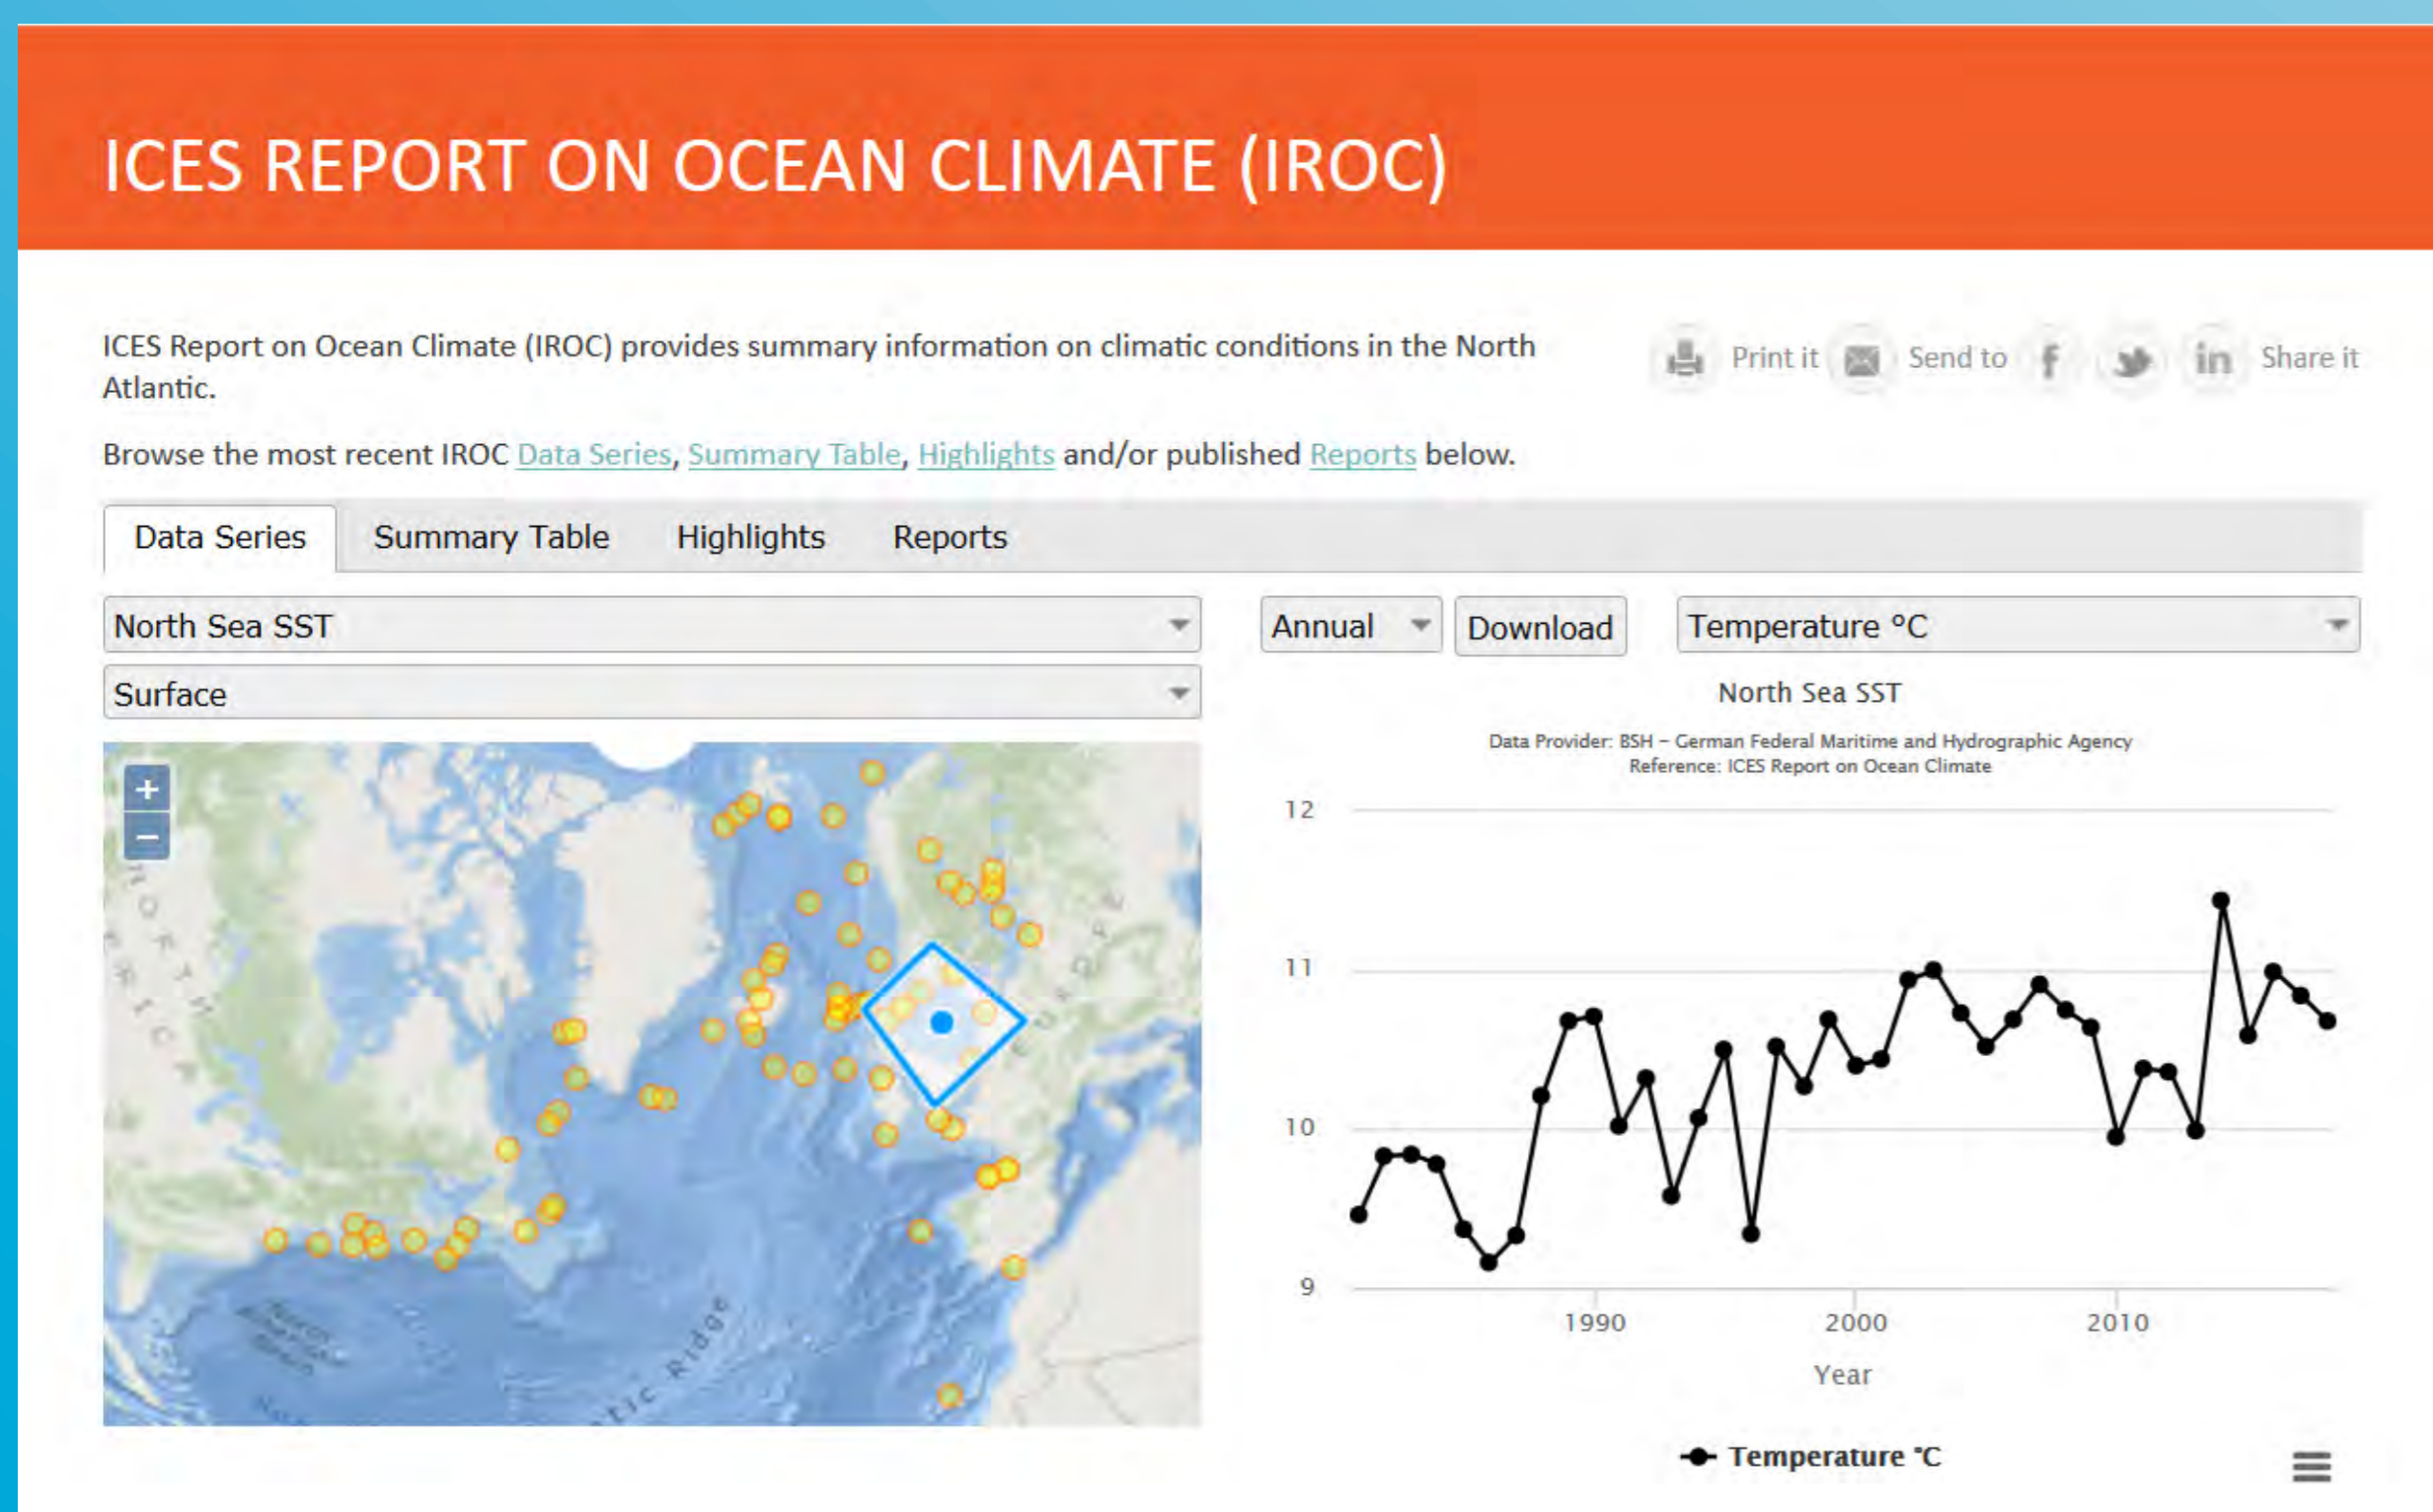 ICES REPORT ON OCEAN CLIMATE (IROC)
ICES Report on Ocean Climate (IROC) provides summary information on climatic conditions in the North
Atlantic.
Print it
Send to
Share it
Browse the most recent IROC Data Series, Summary Table, Highlights and/or published Reports below.
Data Series
Summary Table
Highlights
Reports
North Sea SST
Surface
Annual
Download
Temperature °C
North Sea SST
Data Provider: BSH – German Federal Maritime and Hydrographic Agency
Reference: ICES Report on Ocean Climate
12
11
10
9
1990
2000
2010
Year
Temperature °C
+
−
EUROPE
tic Ridge